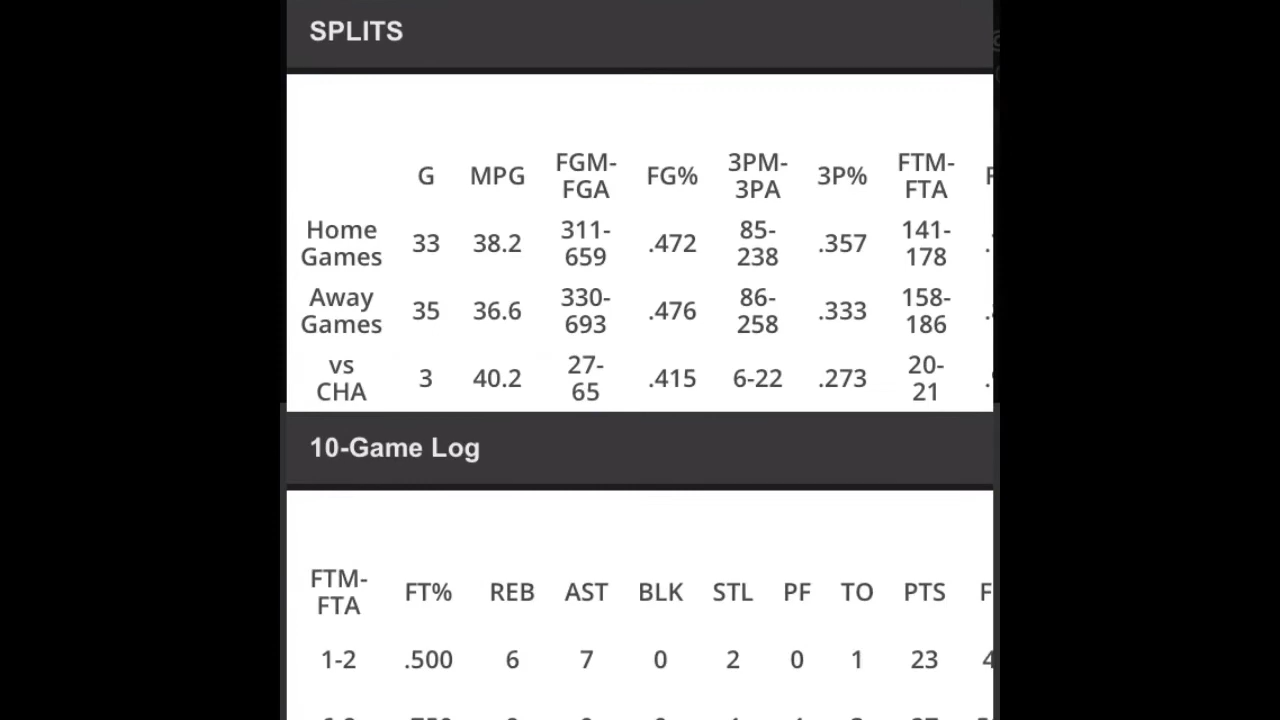 SPLITS
G MPG FGM-FGA FG% 3PM-3PA 3P% FTM-FTA
Home Games 33 38.2 311-659 .472 85-238 .357 141-178
Away Games 35 36.6 330-693 .476 86-258 .333 158-186
vs CHA 3 40.2 27-65 .415 6-22 .273 20-21
10-Game Log
FTM-FTA FT% REB AST BLK STL PF TO PTS
1-2 .500 6 7 0 2 0 1 23